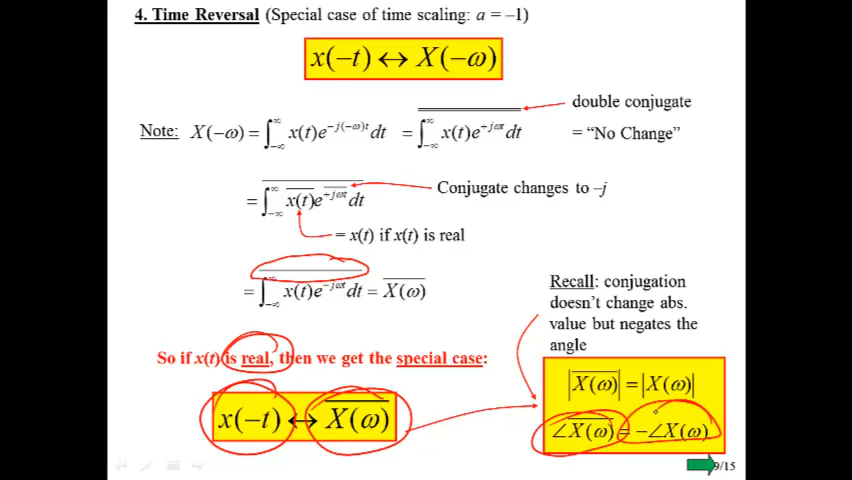 4. Time Reversal (Special case of time scaling: a = –1)
x(−t) ↔ X(−ω)
double conjugate
= “No Change”
Note: X(−ω) = ∫_{−∞}^{∞} x(t)e^{−j(−ω)t} dt = \overline{\overline{∫_{−∞}^{∞} x(t)e^{+jωt} dt}}
= \overline{∫_{−∞}^{∞} \overline{x(t)} \overline{e^{+jωt}} dt}
Conjugate changes to –j
= x(t) if x(t) is real
= \overline{∫_{−∞}^{∞} x(t)e^{−jωt} dt} = \overline{X(ω)}
Recall: conjugation
doesn’t change abs.
value but negates the
angle
So if x(t) is real, then we get the special case:
x(−t) ↔ \overline{X(ω)}
|\overline{X(ω)}| = |X(ω)|
∠\overline{X(ω)} = −∠X(ω)
9/15